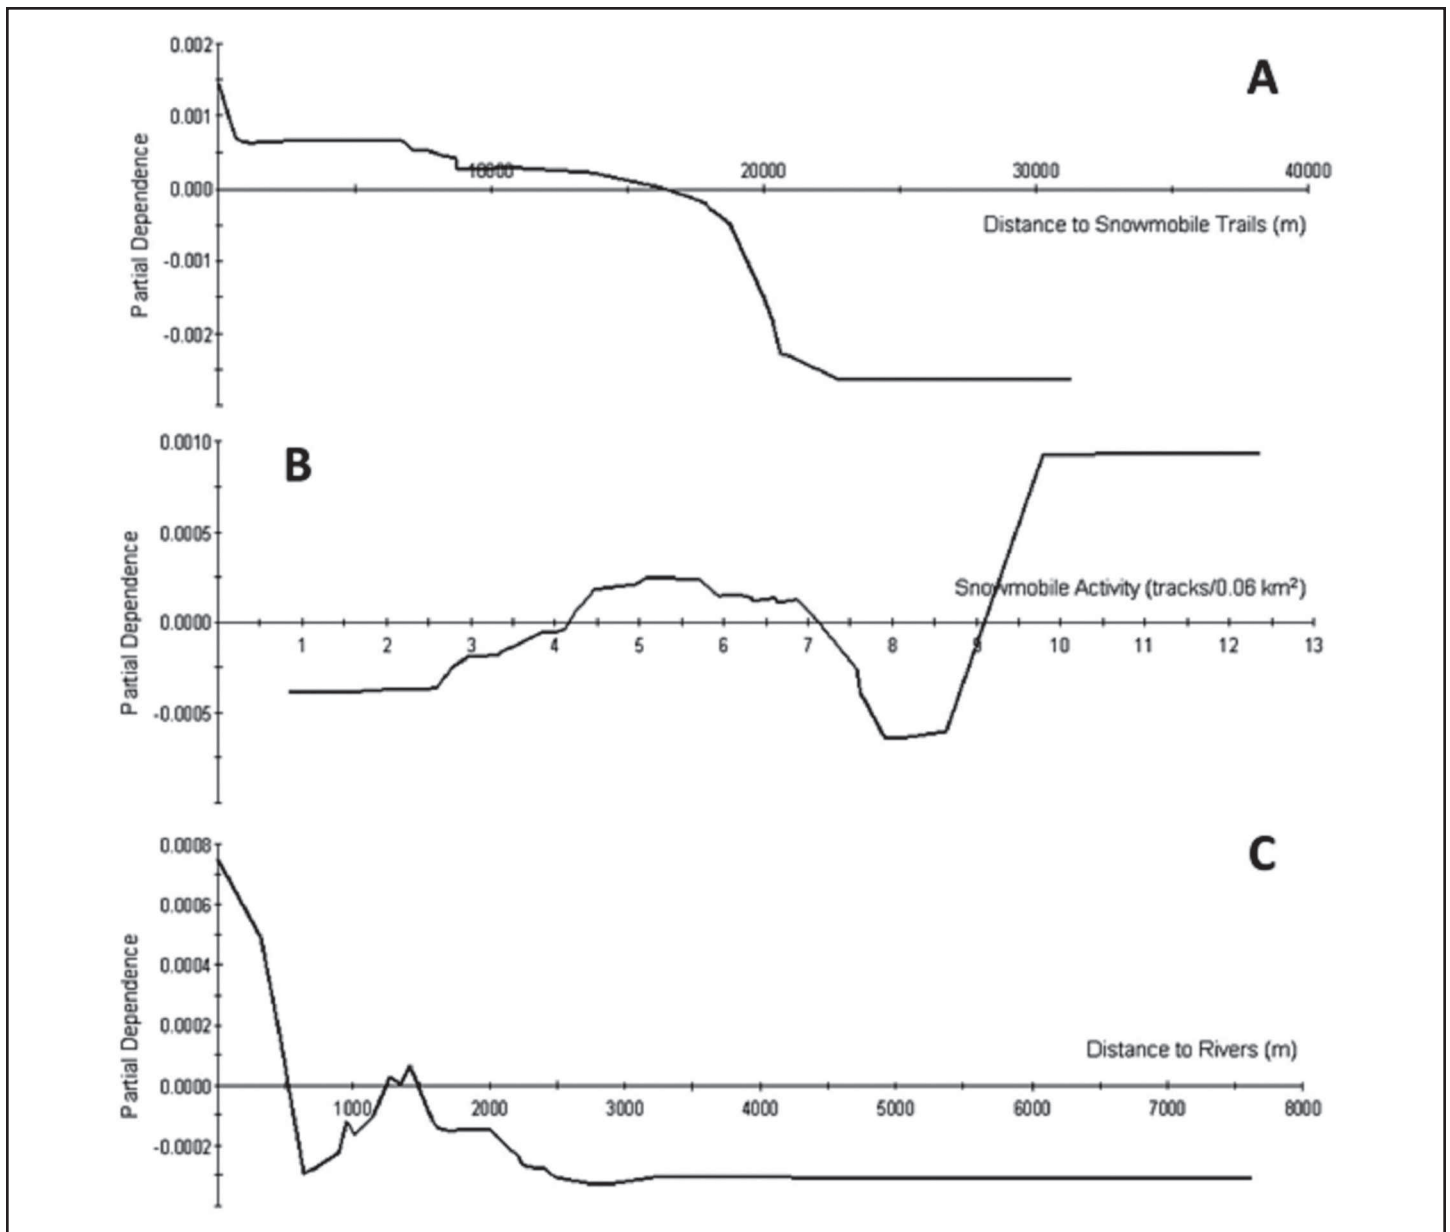 A
0.002
0.001
0.000
-0.001
-0.002
Partial Dependence
10000 20000 30000 40000
Distance to Snowmobile Trails (m)
B
0.0010
0.0005
0.0000
-0.0005
Partial Dependence
Snowmobile Activity (tracks/0.06 km²)
1 2 3 4 5 6 7 8 9 10 11 12 13
C
0.0008
0.0006
0.0004
0.0002
0.0000
-0.0002
Partial Dependence
Distance to Rivers (m)
1000 2000 3000 4000 5000 6000 7000 8000